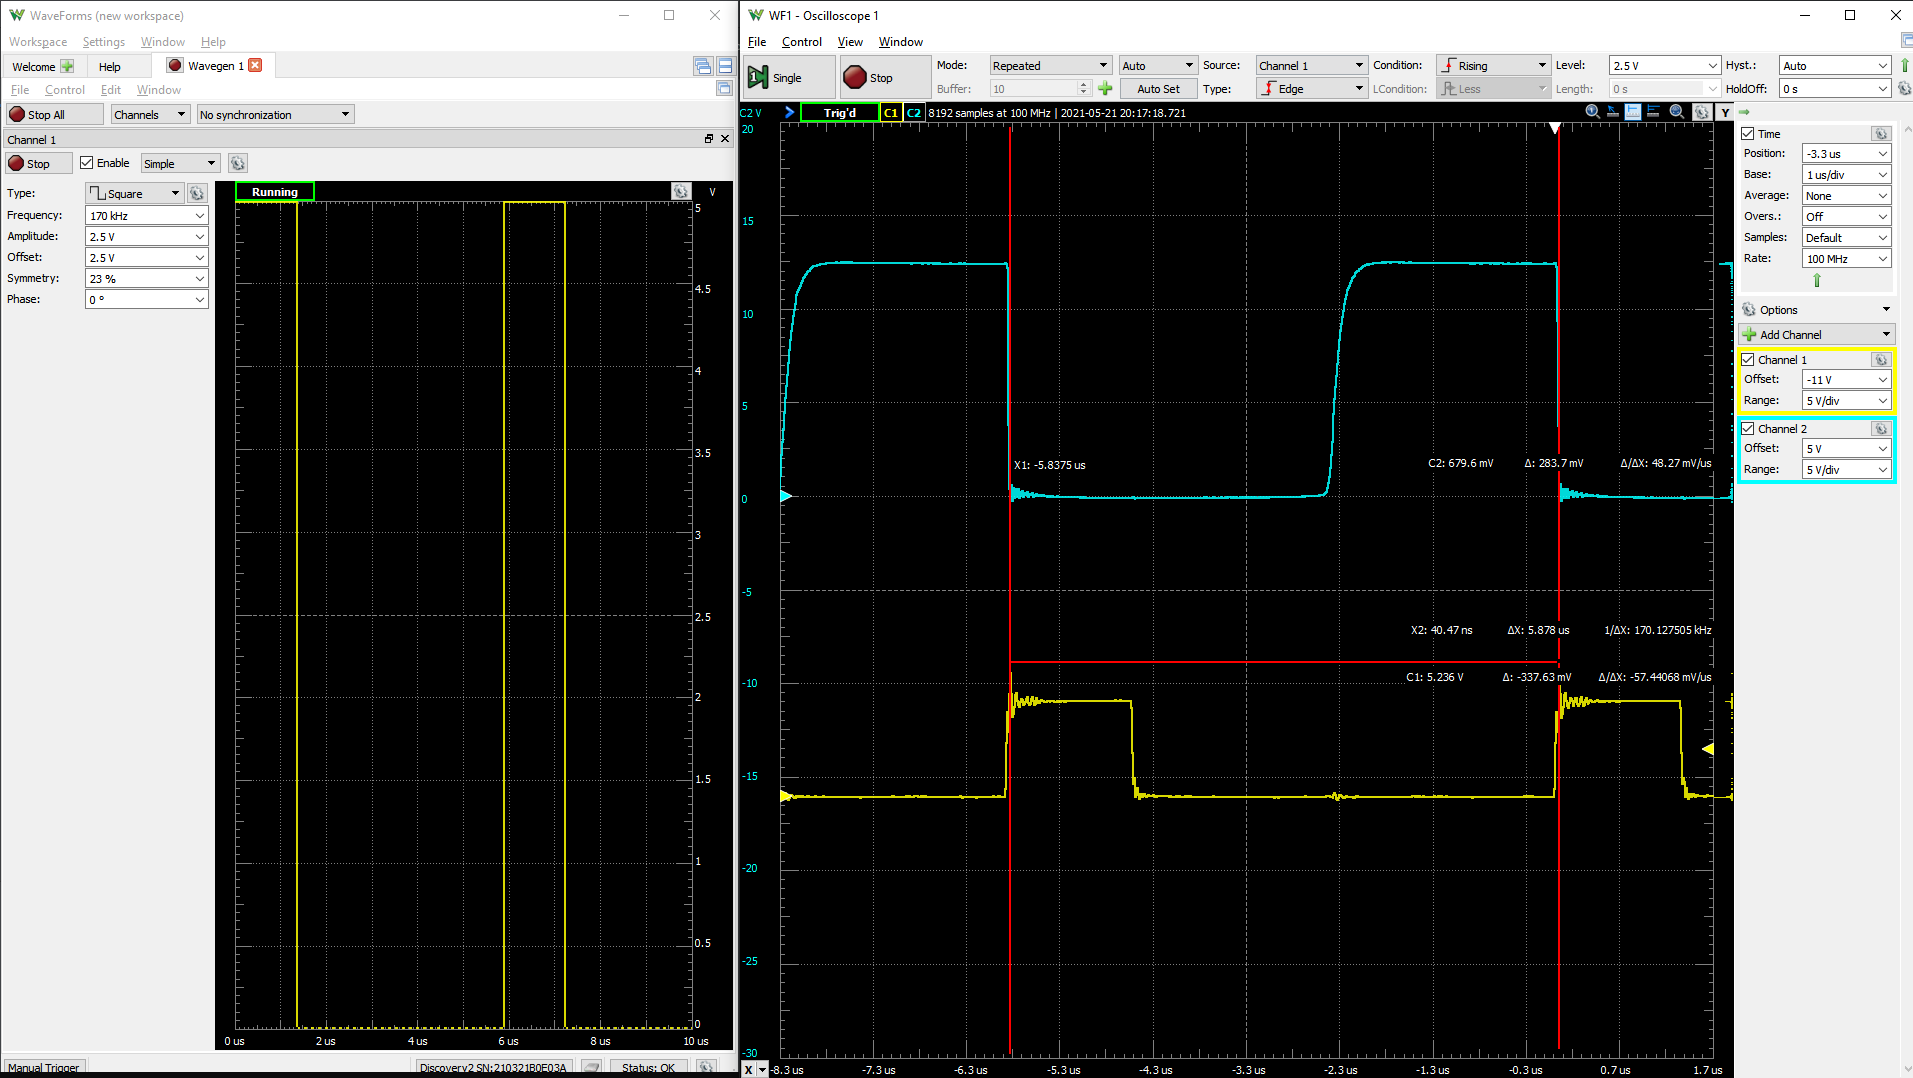 WaveForms (new workspace)
Workspace Settings Window Help
Welcome Help Wavegen 1
File Control Edit Window
Stop All Channels No synchronization
Channel 1
Stop Enable Simple
Type: Square
Frequency: 170 kHz
Amplitude: 2.5 V
Offset: 2.5 V
Symmetry: 23 %
Phase: 0 °
Running V
5
4.5
4
3.5
3
2.5
2
1.5
1
0.5
0
0 us 2 us 4 us 6 us 8 us 10 us
Manual Trigger Discovery2 SN:210321B0E03A Status: OK
WF1 - Oscilloscope 1
File Control View Window
Single Stop Mode: Repeated Auto Source: Channel 1 Condition: Rising Level: 2.5 V Hyst.: Auto
Buffer: 10 Auto Set Type: Edge LCondition: Less Length: 0 s HoldOff: 0 s
C2 V Trig'd C1 C2 8192 samples at 100 MHz | 2021-05-21 20:17:18.721 Y
20
15
10
5
0
-5
-10
-15
-20
-25
-30
X1: -5.8375 us
C2: 679.6 mV Δ: 283.7 mV Δ/ΔX: 48.27 mV/us
X2: 40.47 ns ΔX: 5.878 us 1/ΔX: 170.127505 kHz
C1: 5.236 V Δ: -337.63 mV Δ/ΔX: -57.44068 mV/us
X -8.3 us -7.3 us -6.3 us -5.3 us -4.3 us -3.3 us -2.3 us -1.3 us -0.3 us 0.7 us 1.7 us
Time
Position: -3.3 us
Base: 1 us/div
Average: None
Overs.: Off
Samples: Default
Rate: 100 MHz
Options
Add Channel
Channel 1
Offset: -11 V
Range: 5 V/div
Channel 2
Offset: 5 V
Range: 5 V/div